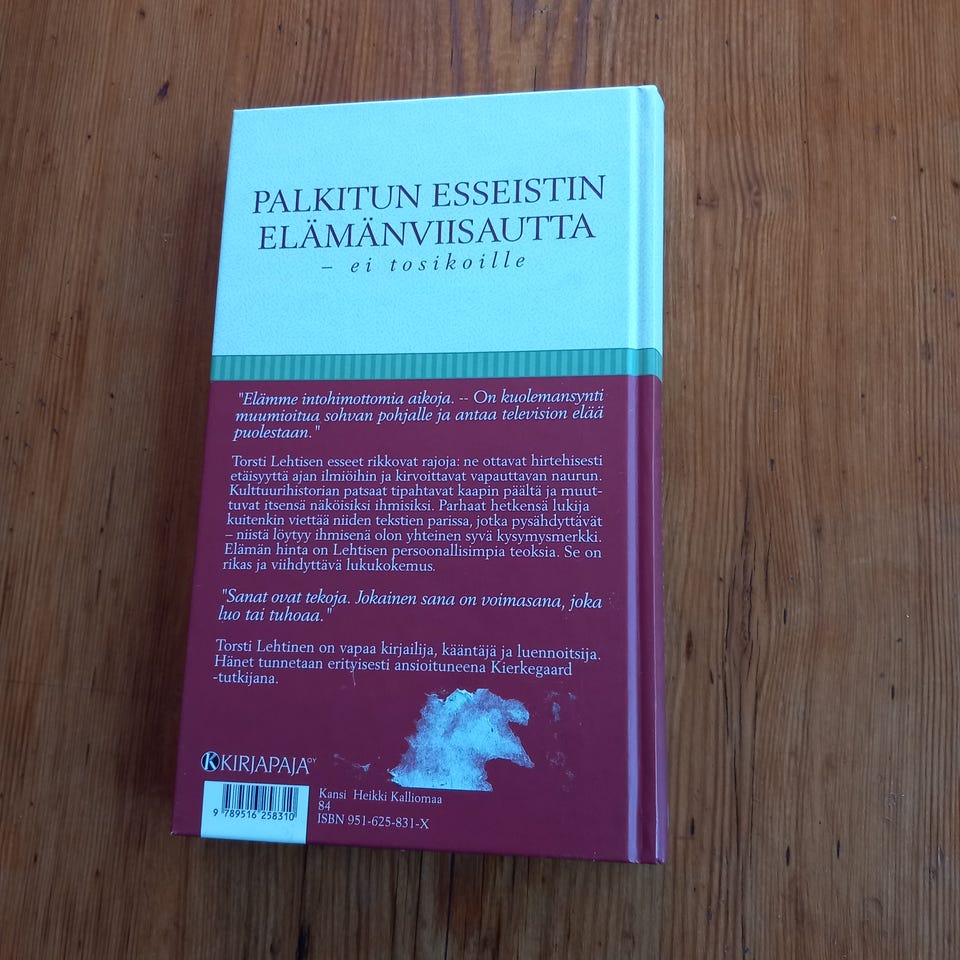 PALKITUN ESSEISTIN
ELÄMÄNVIISAUTTA
– ei tosikoille
"Elämme intohimottomia aikoja. -- On kuolemansynti
muumioitua sohvan pohjalle ja antaa television elää
puolestaan."
Torsti Lehtisen esseet rikkovat rajoja: ne ottavat hirtehisesti
etäisyyttä ajan ilmiöihin ja kirvoittavat vapauttavan naurun.
Kulttuurihistorian patsaat tipahtavat kaapin päältä ja muut-
tuvat itsensä näköisiksi ihmisiksi. Parhaat hetkensä lukija
kuitenkin viettää niiden tekstien parissa, jotka pysähdyttävät
– niistä löytyy ihmisenä olon yhteinen syvä kysymysmerkki.
Elämän hinta on Lehtisen persoonallisimpia teoksia. Se on
rikas ja viihdyttävä lukukokemus.
"Sanat ovat tekoja. Jokainen sana on voimasana, joka
luo tai tuhoaa."
Torsti Lehtinen on vapaa kirjailija, kääntäjä ja luennoitsija.
Hänet tunnetaan erityisesti ansioituneena Kierkegaard
-tutkijana.
KIRJAPAJA OY
Kansi Heikki Kalliomaa
84
ISBN 951-625-831-X
9 789516 258310